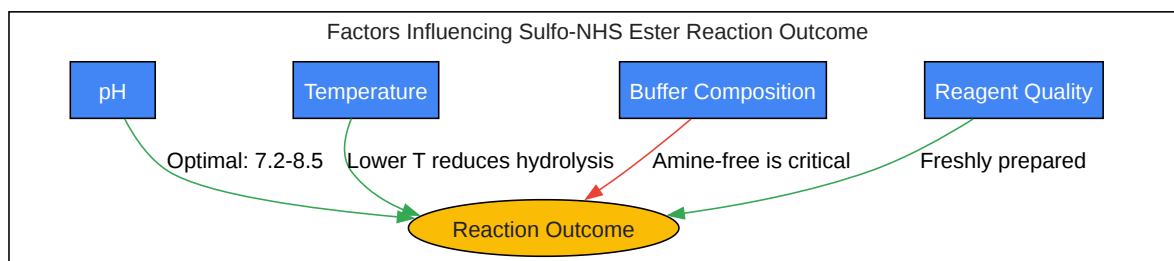 Factors Influencing Sulfo-NHS Ester Reaction Outcome
pH
Temperature
Buffer Composition
Reagent Quality
Optimal: 7.2-8.5
Lower T reduces hydrolysis
Amine-free is critical
Freshly prepared
Reaction Outcome